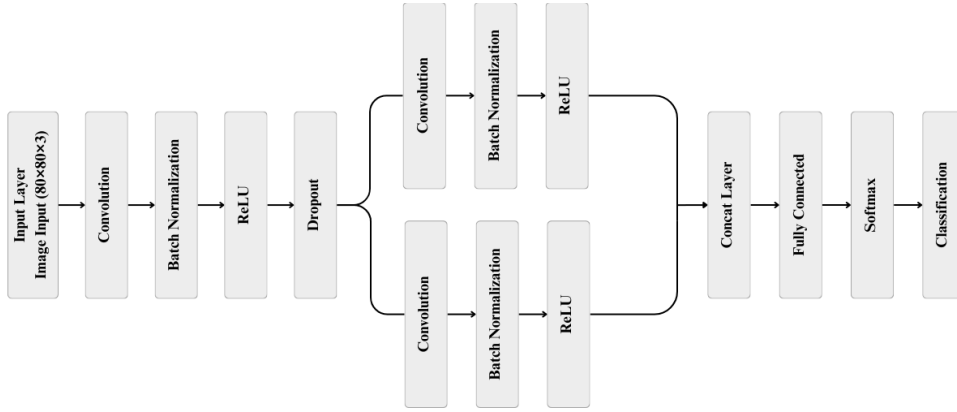 Input Layer
Image Input (80×80×3)
Convolution
Batch Normalization
ReLU
Dropout
Convolution
Batch Normalization
ReLU
Convolution
Batch Normalization
ReLU
Concat Layer
Fully Connected
Softmax
Classification